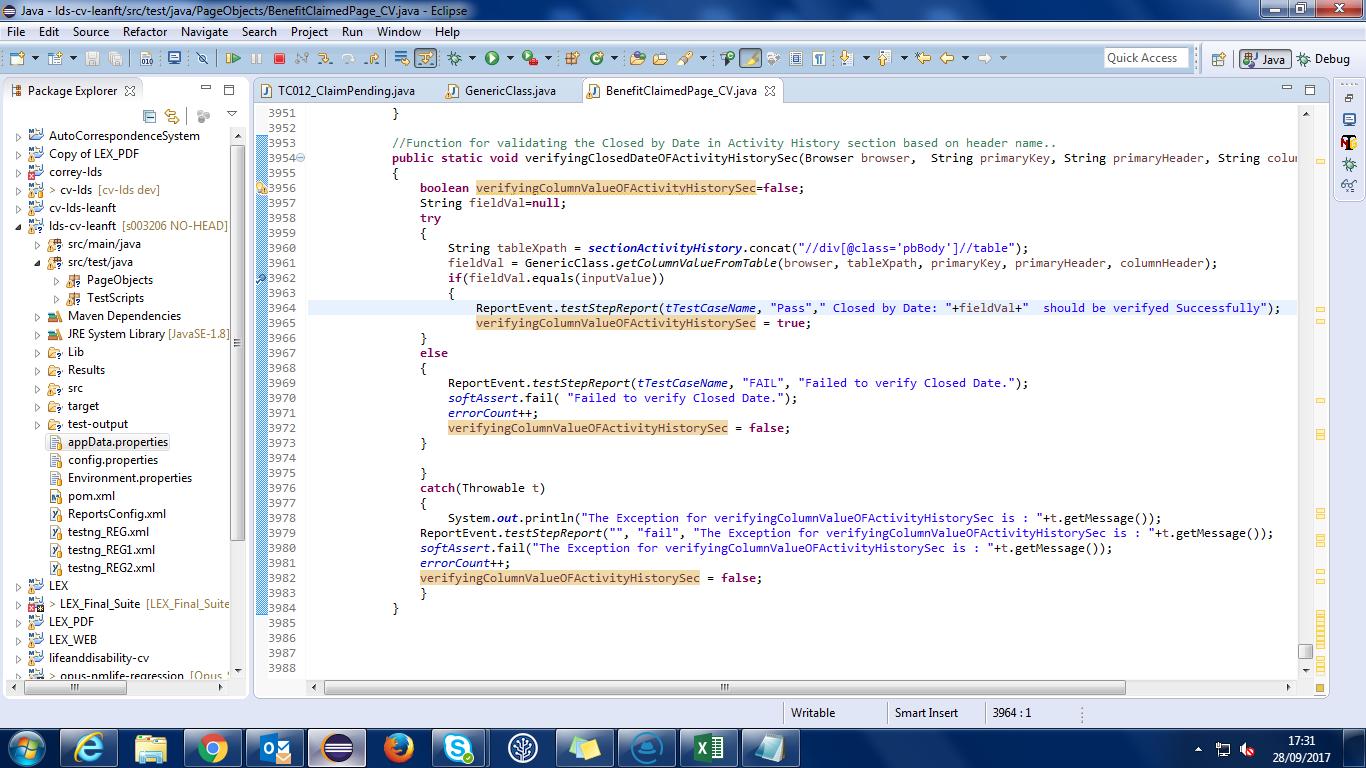 Java - lds-cv-leanft/src/test/java/PageObjects/BenefitClaimedPage_CV.java - Eclipse
File Edit Source Refactor Navigate Search Project Run Window Help
Quick Access Java Debug
Package Explorer
AutoCorrespondenceSystem
Copy of LEX_PDF
correy-lds
> cv-lds [cv-lds dev]
cv-lds-leanft
lds-cv-leanft [s003206 NO-HEAD]
src/main/java
src/test/java
PageObjects
TestScripts
Maven Dependencies
JRE System Library [JavaSE-1.8]
Lib
Results
src
target
test-output
appData.properties
config.properties
Environment.properties
pom.xml
ReportsConfig.xml
testng_REG.xml
testng_REG1.xml
testng_REG2.xml
LEX
> LEX_Final_Suite [LEX_Final_Suite
LEX_PDF
LEX_WEB
lifeanddisability-cv
> opus-nmlife-regression [Opus_
TC012_ClaimPending.java GenericClass.java BenefitClaimedPage_CV.java
3951 }
3952
3953 //Function for validating the Closed by Date in Activity History section based on header name..
3954 public static void verifyingClosedDateOFActivityHistorySec(Browser browser, String primaryKey, String primaryHeader, String colu
3955 {
3956 boolean verifyingColumnValueOFActivityHistorySec=false;
3957 String fieldVal=null;
3958 try
3959 {
3960 String tableXpath = sectionActivityHistory.concat("//div[@class='pbBody']//table");
3961 fieldVal = GenericClass.getColumnValueFromTable(browser, tableXpath, primaryKey, primaryHeader, columnHeader);
3962 if(fieldVal.equals(inputValue))
3963 {
3964 ReportEvent.testStepReport(tTestCaseName, "Pass"," Closed by Date: "+fieldVal+" should be verifyed Successfully");
3965 verifyingColumnValueOFActivityHistorySec = true;
3966 }
3967 else
3968 {
3969 ReportEvent.testStepReport(tTestCaseName, "FAIL", "Failed to verify Closed Date.");
3970 softAssert.fail( "Failed to verify Closed Date.");
3971 errorCount++;
3972 verifyingColumnValueOFActivityHistorySec = false;
3973 }
3974
3975 }
3976 catch(Throwable t)
3977 {
3978 System.out.println("The Exception for verifyingColumnValueOFActivityHistorySec is : "+t.getMessage());
3979 ReportEvent.testStepReport("", "fail", "The Exception for verifyingColumnValueOFActivityHistorySec is : "+t.getMessage());
3980 softAssert.fail("The Exception for verifyingColumnValueOFActivityHistorySec is : "+t.getMessage());
3981 errorCount++;
3982 verifyingColumnValueOFActivityHistorySec = false;
3983 }
3984 }
3985
3986
3987
3988
Writable Smart Insert 3964 : 1
17:31
28/09/2017